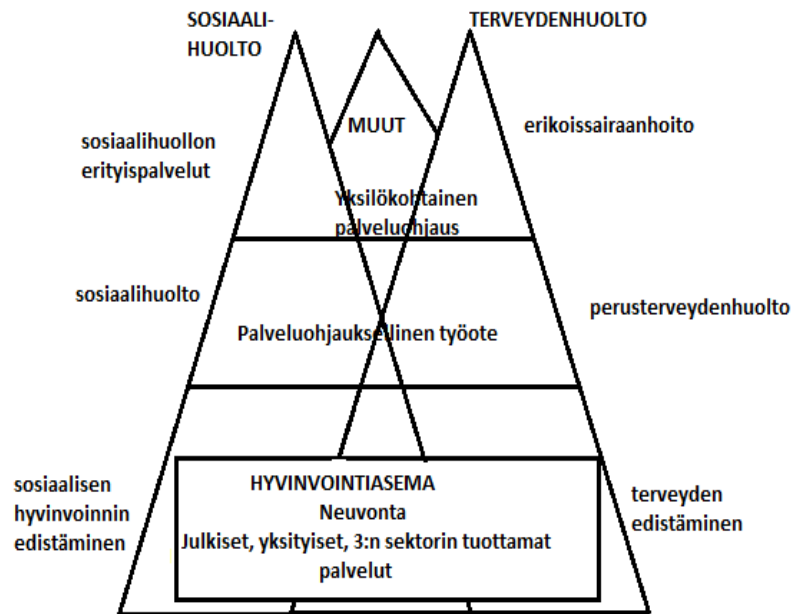 SOSIAALI-
HUOLTO
TERVEYDENHUOLTO
MUUT
sosiaalihuollon
erityispalvelut
erikoissairaanhoito
Yksilökohtainen
palveluohjaus
sosiaalihuolto
perusterveydenhuolto
Palveluohjauksellinen työote
sosiaalisen
hyvinvoinnin
edistäminen
HYVINVOINTIASEMA
Neuvonta
Julkiset, yksityiset, 3:n sektorin tuottamat
palvelut
terveyden
edistäminen